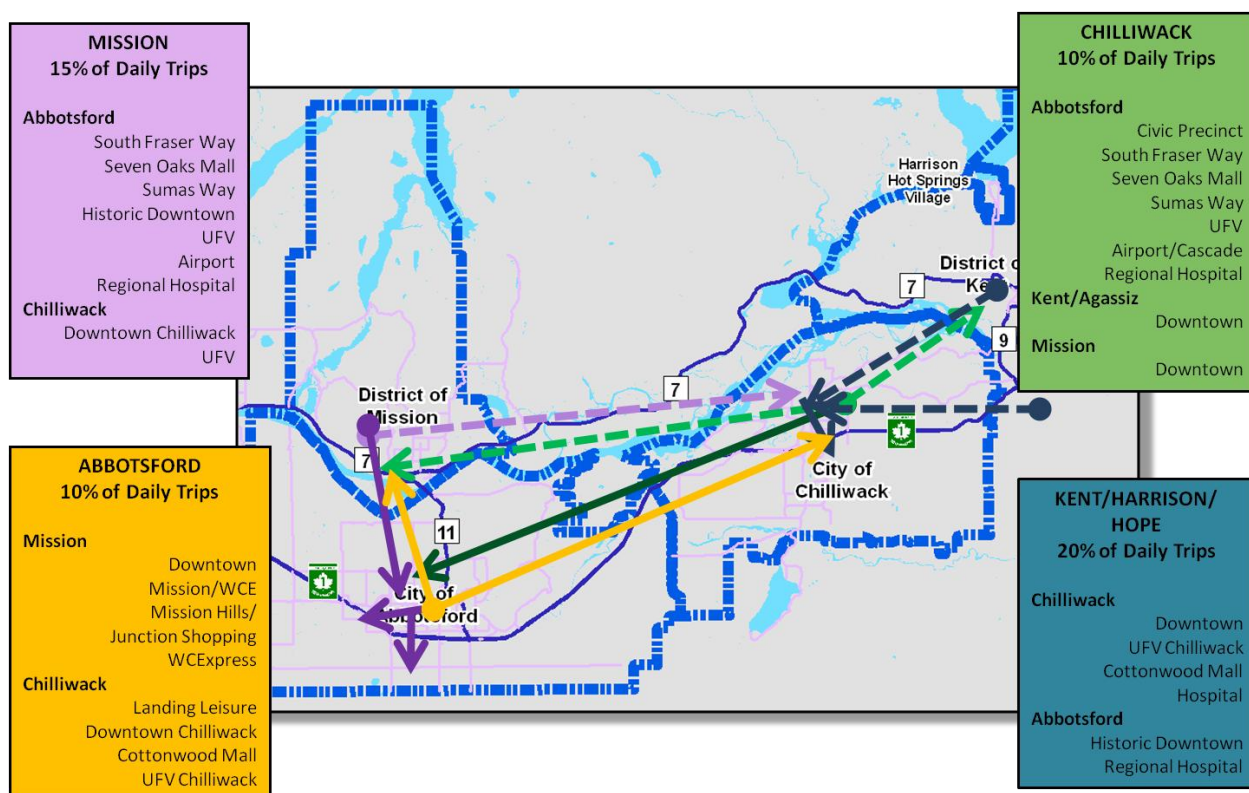 MISSION
15% of Daily Trips
Abbotsford
South Fraser Way
Seven Oaks Mall
Sumas Way
Historic Downtown
UFV
Airport
Regional Hospital
Chilliwack
Downtown Chilliwack
UFV
CHILLIWACK
10% of Daily Trips
Abbotsford
Civic Precinct
South Fraser Way
Seven Oaks Mall
Sumas Way
UFV
Airport/Cascade
Regional Hospital
Kent/Agassiz
Downtown
Mission
Downtown
Harrison
Hot Springs
Village
District o
Ke
7
9
7
District of
Mission
7
1
City of
Chilliwack
11
1
City of
Abbotsford
ABBOTSFORD
10% of Daily Trips
Mission
Downtown
Mission/WCE
Mission Hills/
Junction Shopping
WCExpress
Chilliwack
Landing Leisure
Downtown Chilliwack
Cottonwood Mall
UFV Chilliwack
KENT/HARRISON/
HOPE
20% of Daily Trips
Chilliwack
Downtown
UFV Chilliwack
Cottonwood Mall
Hospital
Abbotsford
Historic Downtown
Regional Hospital